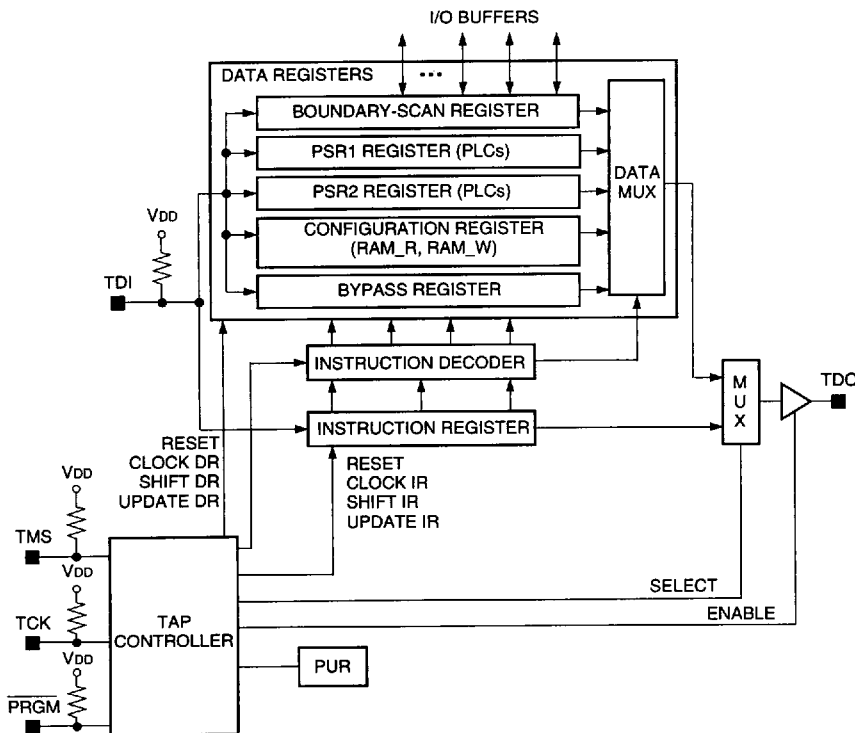 I/O BUFFERS
DATA REGISTERS
...
BOUNDARY-SCAN REGISTER
PSR1 REGISTER (PLCs)
PSR2 REGISTER (PLCs)
CONFIGURATION REGISTER
(RAM_R, RAM_W)
BYPASS REGISTER
DATA
MUX
VDD
TDI
INSTRUCTION DECODER
INSTRUCTION REGISTER
M
U
X
TDO
RESET
CLOCK DR
SHIFT DR
UPDATE DR
RESET
CLOCK IR
SHIFT IR
UPDATE IR
VDD
TMS
VDD
TCK
VDD
PRGM
TAP
CONTROLLER
SELECT
ENABLE
PUR